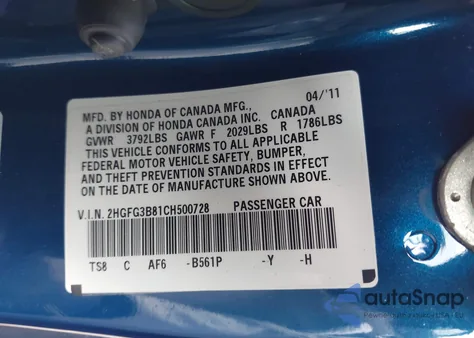 MFD. BY HONDA OF CANADA MFG., 04/'11
A DIVISION OF HONDA CANADA INC. CANADA
GVWR 3792LBS GAWR F 2029LBS R 1786LBS
THIS VEHICLE CONFORMS TO ALL APPLICABLE
FEDERAL MOTOR VEHICLE SAFETY, BUMPER,
AND THEFT PREVENTION STANDARDS IN EFFECT
ON THE DATE OF MANUFACTURE SHOWN ABOVE.
V.I.N. 2HGFG3B81CH500728 PASSENGER CAR
TS8 C AF6 -B561P -Y -H
autoSnap